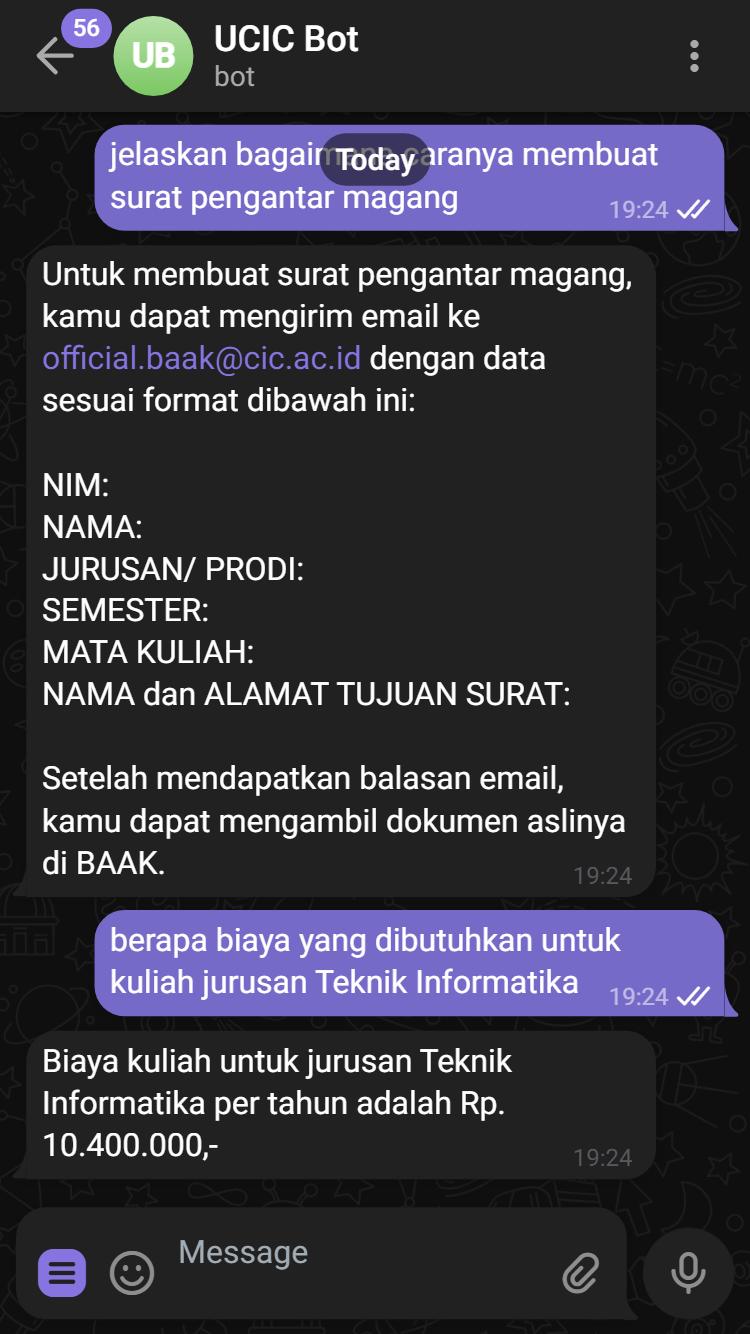 56
UB
UCIC Bot
bot
Today
jelaskan bagaimana caranya membuat
surat pengantar magang
19:24
Untuk membuat surat pengantar magang,
kamu dapat mengirim email ke
official.baak@cic.ac.id dengan data
sesuai format dibawah ini:
NIM:
NAMA:
JURUSAN/ PRODI:
SEMESTER:
MATA KULIAH:
NAMA dan ALAMAT TUJUAN SURAT:
Setelah mendapatkan balasan email,
kamu dapat mengambil dokumen aslinya
di BAAK.
19:24
berapa biaya yang dibutuhkan untuk
kuliah jurusan Teknik Informatika
19:24
Biaya kuliah untuk jurusan Teknik
Informatika per tahun adalah Rp.
10.400.000,-
19:24
Message